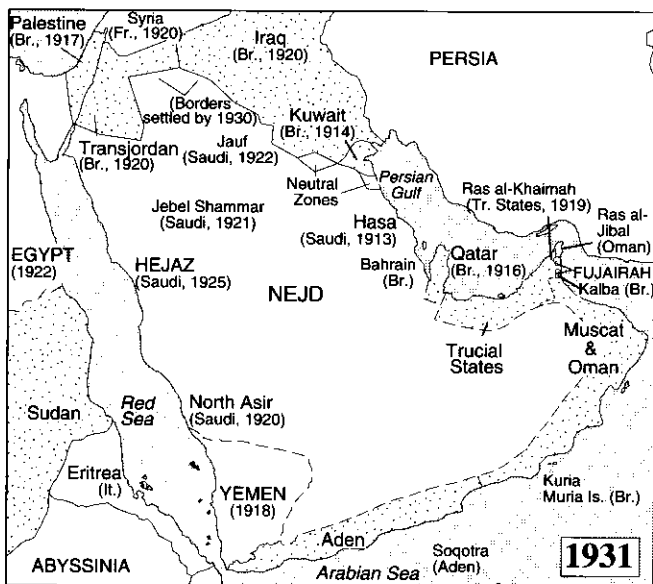 Palestine
(Br., 1917)
Syria
(Fr., 1920)
Iraq
(Br., 1920)
PERSIA
(Borders
settled by 1930)
Kuwait
(Br., 1914)
Transjordan
(Br., 1920)
Jauf
(Saudi, 1922)
Neutral
Zones
Persian
Gulf
Ras al-Khaimah
(Tr. States, 1919)
Ras al-
Jibal
(Oman)
Jebel Shammar
(Saudi, 1921)
Hasa
(Saudi, 1913)
EGYPT
(1922)
HEJAZ
(Saudi, 1925)
Bahrain
(Br.)
Qatar
(Br., 1916)
FUJAIRAH
Kalba (Br.)
NEJD
Trucial
States
Muscat
&
Oman
Sudan
Red
Sea
North Asir
(Saudi, 1920)
Eritrea
(It.)
YEMEN
(1918)
Kuria
Muria Is. (Br.)
Aden
ABYSSINIA
Arabian Sea
Soqotra
(Aden)
1931